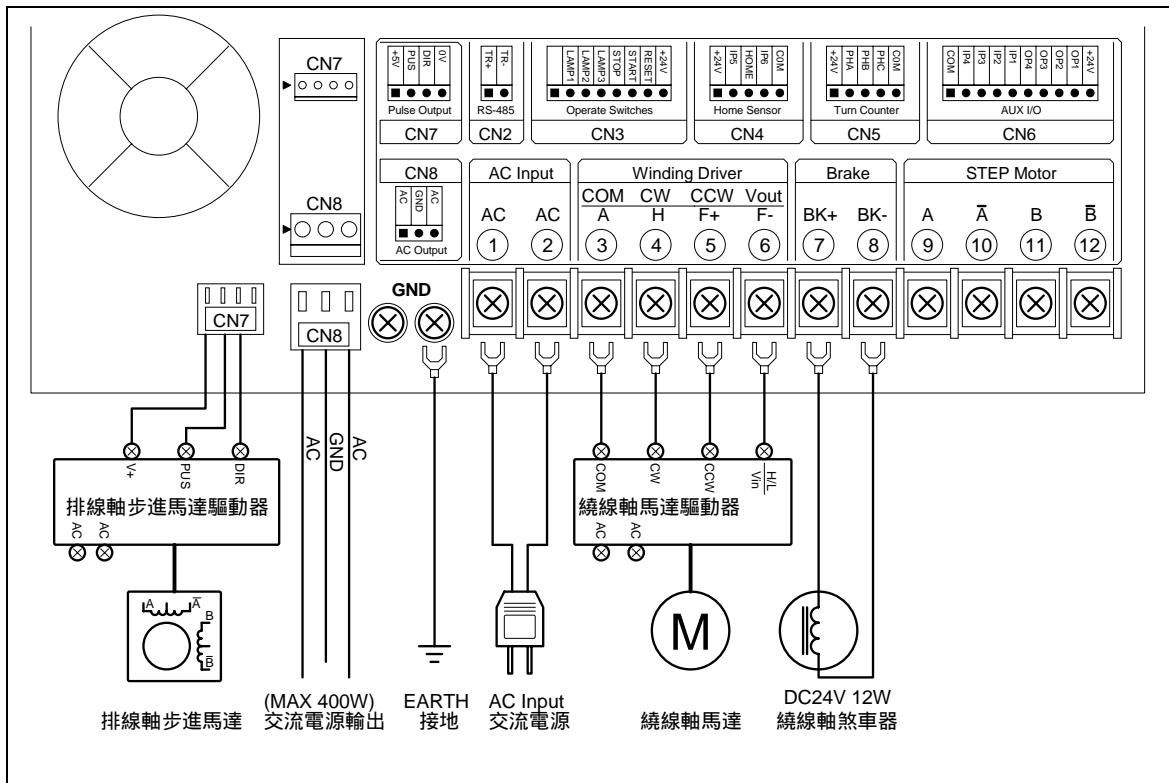 CN7
CN8
+5V PUS DIR 0V
Pulse Output
CN7
TR+ TR-
RS-485
CN2
LAMP1 LAMP2 LAMP3 STOP START RESET +24V
Operate Switches
CN3
+24V IP5 HOME IP6 COM
Home Sensor
CN4
+24V PHA PHB PHC COM
Turn Counter
CN5
COM IP4 IP3 IP2 IP1 OP4 OP3 OP2 OP1 +24V
AUX I/O
CN6
CN8
AC GND AC
AC Output
AC Input
AC AC
1 2
Winding Driver
COM CW CCW Vout
A H F+ F-
3 4 5 6
Brake
BK+ BK-
7 8
STEP Motor
A A̅ B B̅
9 10 11 12
CN7
CN8
GND
AC GND AC
V+ PUS DIR
排線軸步進馬達驅動器
AC AC
A A̅
B
B̅
排線軸步進馬達
(MAX 400W)
交流電源輸出
EARTH
接地
AC Input
交流電源
COM CW CCW H/L
Vin
繞線軸馬達驅動器
AC AC
M
繞線軸馬達
DC24V 12W
繞線軸煞車器